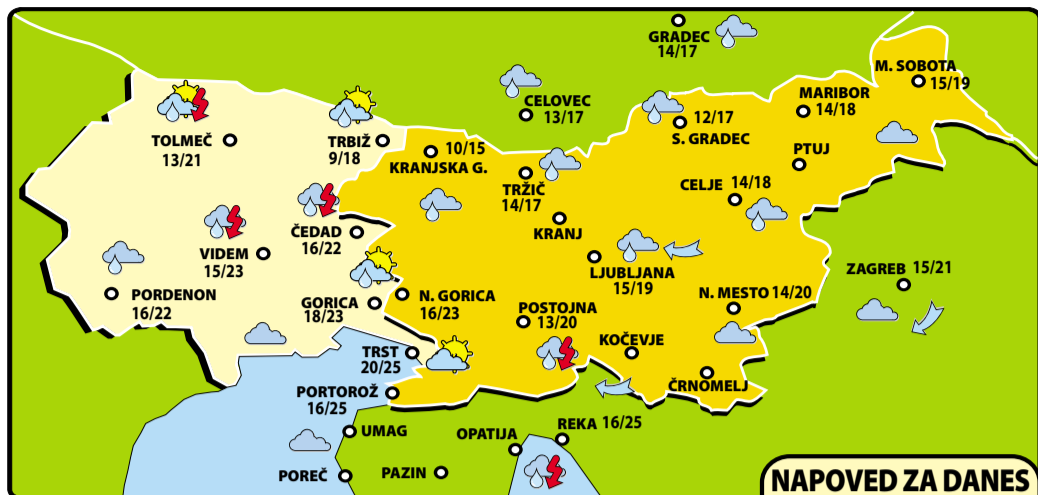 GRADEC
14/17
M. SOBOTA
15/19
CELOVEC
13/17
MARIBOR
14/18
12/17
S. GRADEC
TOLMEČ
13/21
TRBIŽ
9/18
10/15
KRANJSKA G.
PTUJ
TRŽIČ
14/17
CELJE 14/18
KRANJ
ČEDAD
16/22
VIDEM
15/23
LJUBLJANA
15/19
ZAGREB 15/21
PORDENON
16/22
GORICA
18/23
N. GORICA
16/23
POSTOJNA
13/20
N. MESTO 14/20
KOČEVJE
TRST
20/25
ČRNOMELJ
PORTOROŽ
16/25
UMAG
OPATIJA
REKA 16/25
POREČ
PAZIN
NAPOVED ZA DANES